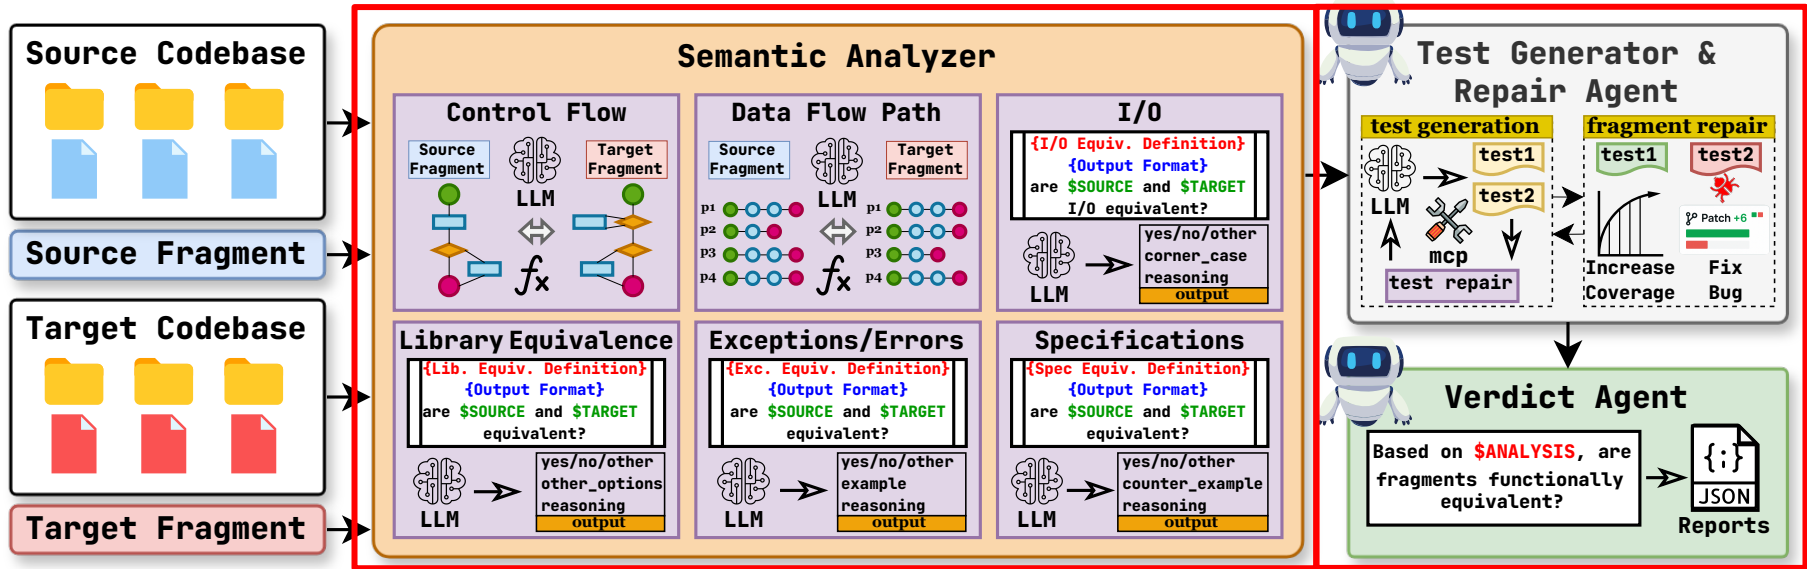 Source Codebase
Source Fragment
Target Codebase
Target Fragment
Semantic Analyzer
Control Flow
Source
Fragment
LLM
Target
Fragment
fx
Data Flow Path
Source
Fragment
LLM
Target
Fragment
p1
p2
p3
p4
fx
p1
p2
p3
p4
I/O
{I/O Equiv. Definition}
{Output Format}
are $SOURCE and $TARGET
I/O equivalent?
LLM
yes/no/other
corner_case
reasoning
output
Library Equivalence
{Lib. Equiv. Definition}
{Output Format}
are $SOURCE and $TARGET
equivalent?
LLM
yes/no/other
other_options
reasoning
output
Exceptions/Errors
{Exc. Equiv. Definition}
{Output Format}
are $SOURCE and $TARGET
equivalent?
LLM
yes/no/other
example
reasoning
output
Specifications
{Spec Equiv. Definition}
{Output Format}
are $SOURCE and $TARGET
equivalent?
LLM
yes/no/other
counter_example
reasoning
output
Test Generator &
Repair Agent
test generation
LLM
test1
test2
mcp
test repair
fragment repair
test1
test2
Patch +6
Increase
Coverage
Fix
Bug
Verdict Agent
Based on $ANALYSIS, are
fragments functionally
equivalent?
{;}
JSON
Reports